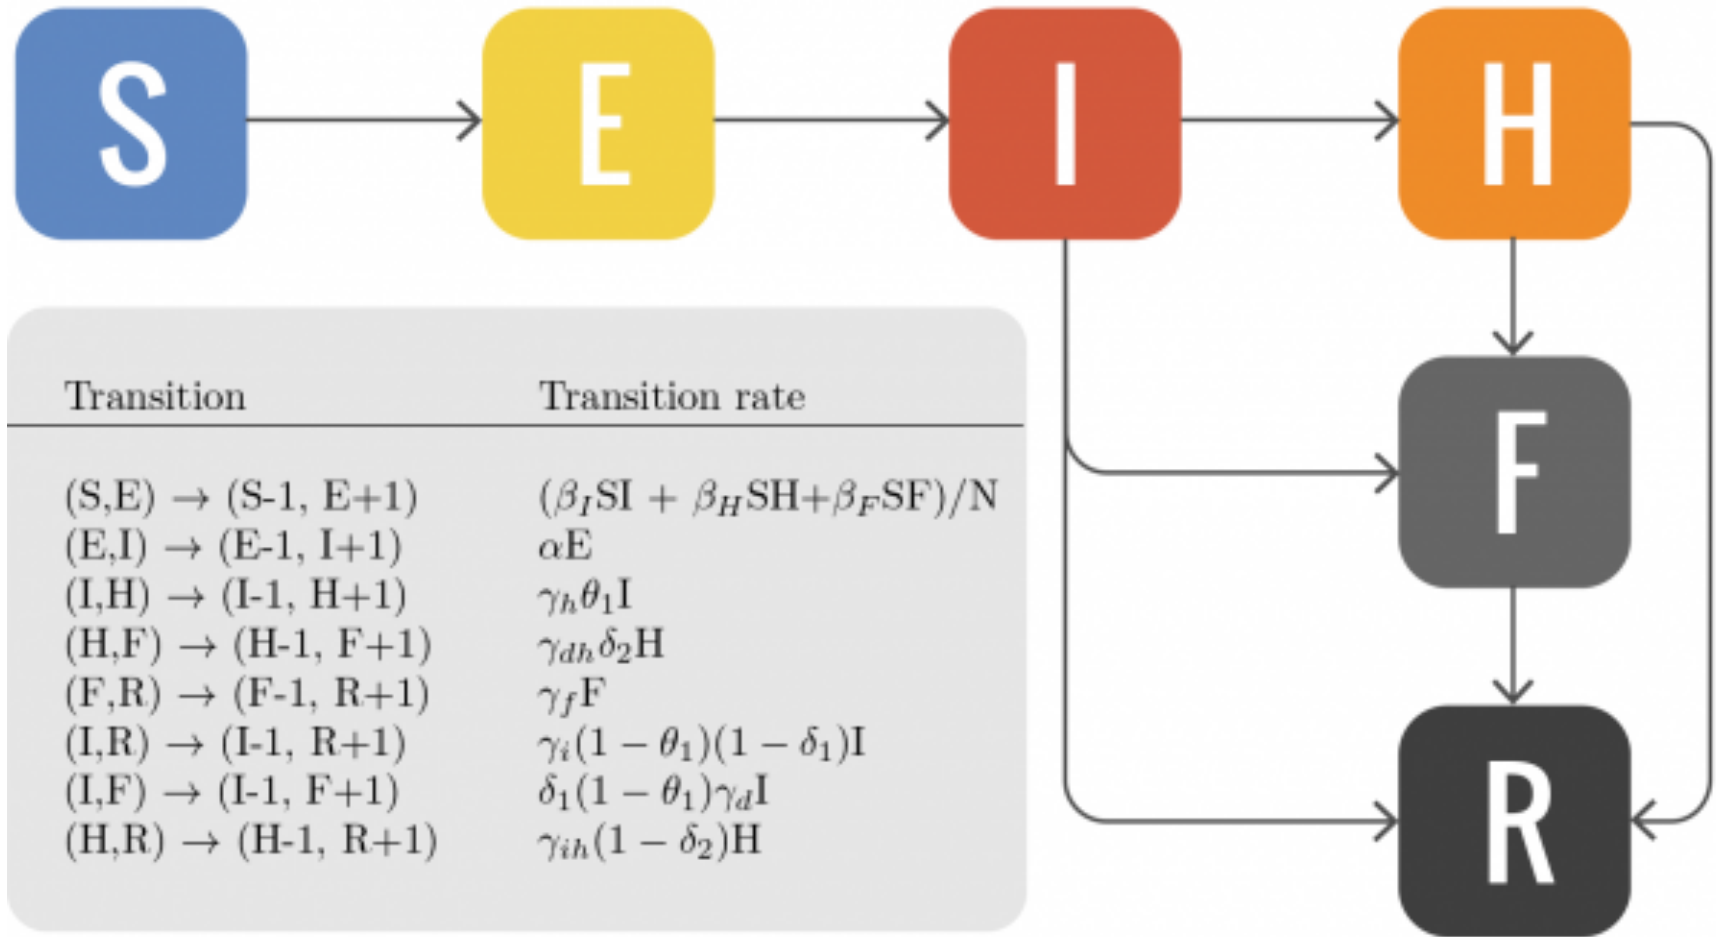 S E I H
F
R
Transition Transition rate
(S,E) → (S-1, E+1) (β_I SI + β_H SH+β_F SF)/N
(E,I) → (E-1, I+1) αE
(I,H) → (I-1, H+1) γ_h θ_1 I
(H,F) → (H-1, F+1) γ_dh δ_2 H
(F,R) → (F-1, R+1) γ_f F
(I,R) → (I-1, R+1) γ_i (1 − θ_1)(1 − δ_1)I
(I,F) → (I-1, F+1) δ_1 (1 − θ_1)γ_d I
(H,R) → (H-1, R+1) γ_ih (1 − δ_2)H